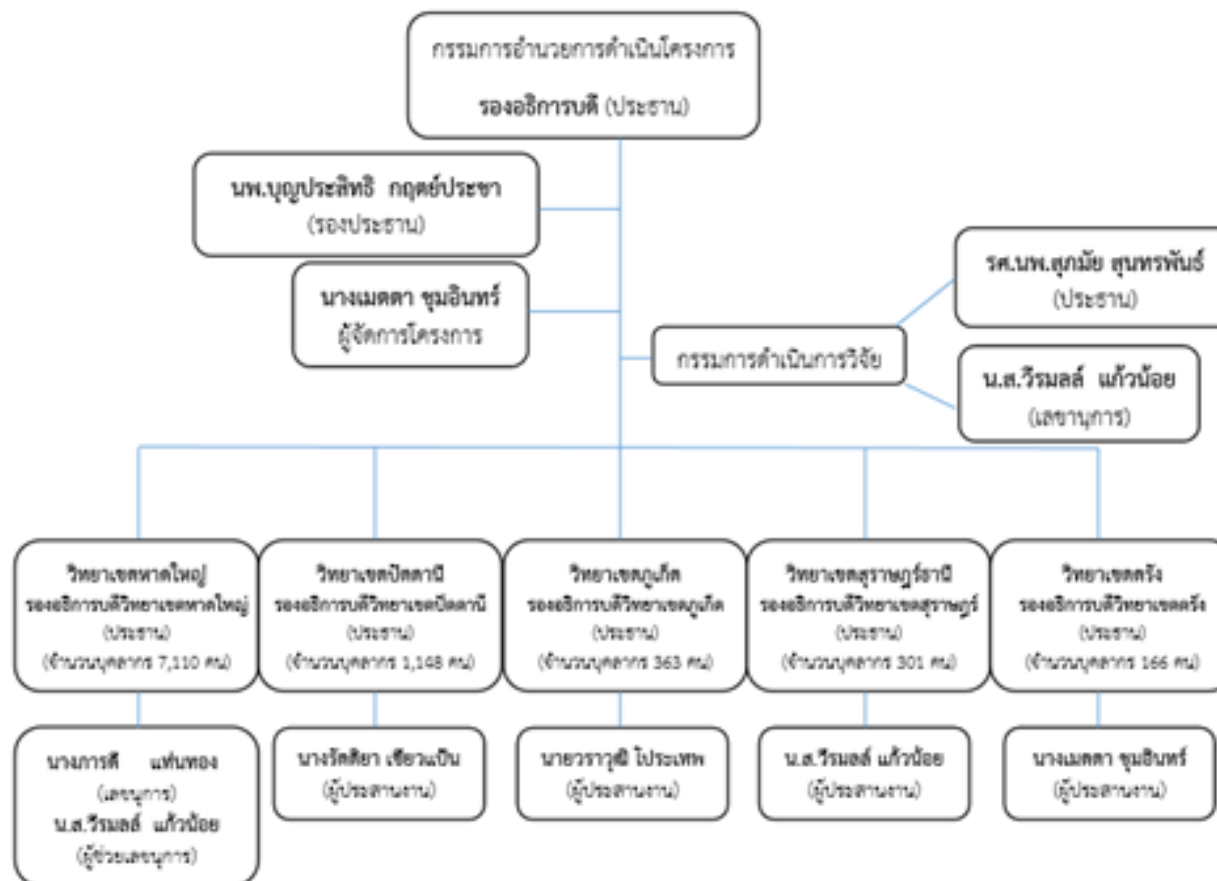 กรรมการอำนวยการดำเนินโครงการ
รองอธิการบดี (ประธาน)
นพ.บุญประสิทธิ กฤตย์ประชา
(รองประธาน)
นางเมตตา ชุมอินทร์
ผู้จัดการโครงการ
รศ.นพ.สุภมัย สุนทรพันธ์
(ประธาน)
กรรมการดำเนินการวิจัย
น.ส.วีรมลล์ แก้วน้อย
(เลขานุการ)
วิทยาเขตหาดใหญ่
รองอธิการบดีวิทยาเขตหาดใหญ่
(ประธาน)
(จำนวนบุคลากร 7,110 คน)
วิทยาเขตปัตตานี
รองอธิการบดีวิทยาเขตปัตตานี
(ประธาน)
(จำนวนบุคลากร 1,148 คน)
วิทยาเขตภูเก็ต
รองอธิการบดีวิทยาเขตภูเก็ต
(ประธาน)
(จำนวนบุคลากร 363 คน)
วิทยาเขตสุราษฎร์ธานี
รองอธิการบดีวิทยาเขตสุราษฎร์
(ประธาน)
(จำนวนบุคลากร 301 คน)
วิทยาเขตตรัง
รองอธิการบดีวิทยาเขตตรัง
(ประธาน)
(จำนวนบุคลากร 166 คน)
นางภารดี แท่นทอง
(เลขนุการ)
น.ส.วีรมลล์ แก้วน้อย
(ผู้ช่วยเลขนุการ)
นางรัตติยา เขียวแป้น
(ผู้ประสานงาน)
นายวราวุฒิ โประเทพ
(ผู้ประสานงาน)
น.ส.วีรมลล์ แก้วน้อย
(ผู้ประสานงาน)
นางเมตตา ชุมอินทร์
(ผู้ประสานงาน)